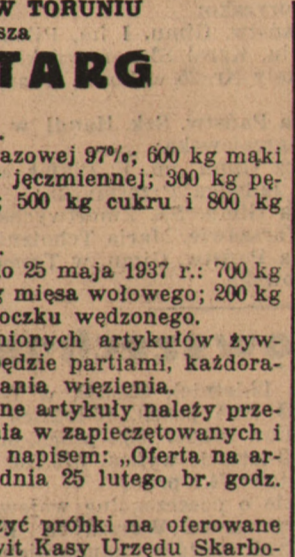 W TORUNIU
sza
TARG
azowej 97%; 600 kg mąki
jęczmiennej; 300 kg pę-
; 500 kg cukru i 800 kg
o 25 maja 1937 r.: 700 kg
g mięsa wołowego; 200 kg
oczku wędzonego.
nionych artykułów żyw-
ędzie partiami, każdora-
ania więzienia.
ne artykuły należy prze-
ia w zapieczętowanych i
napisem: „Oferta na ar-
dnia 25 lutego br. godz.
yć próbki na oferowane
wit Kasy Urzędu Skarbo-